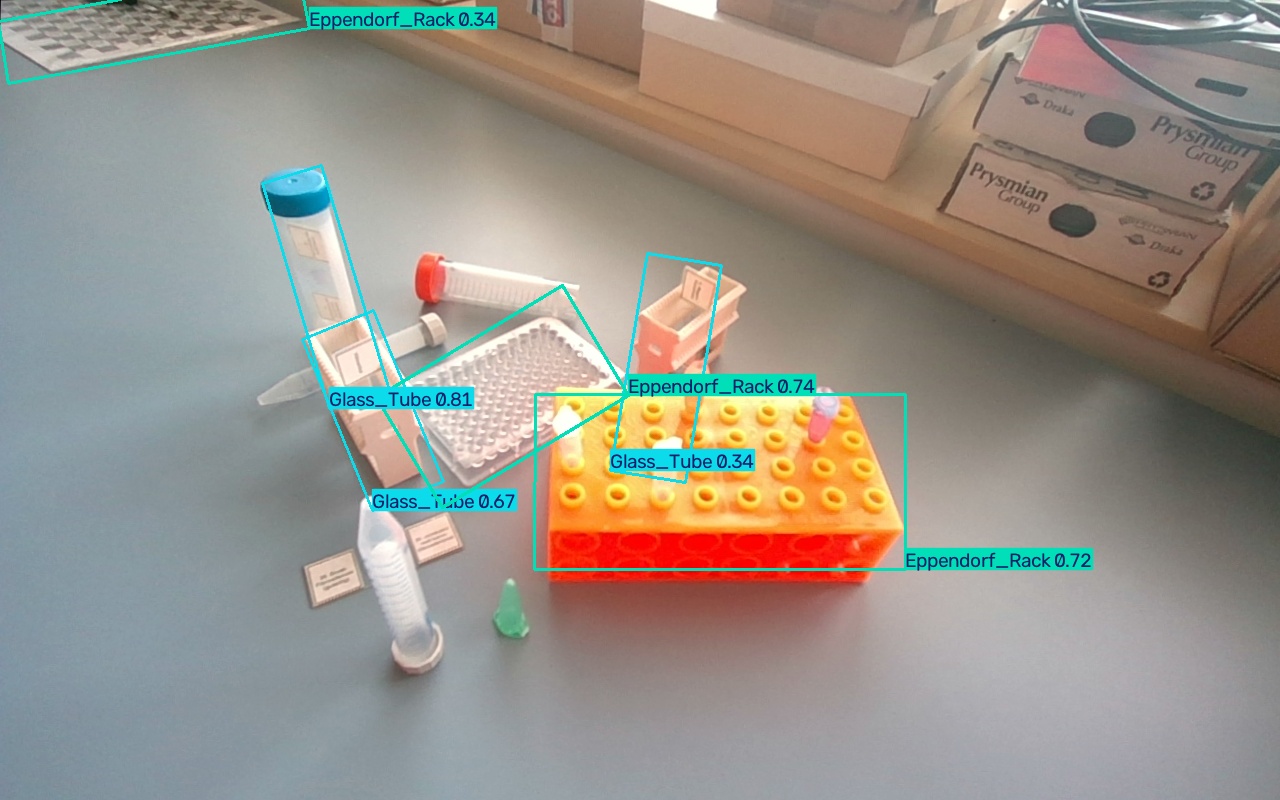 Eppendorf_Rack 0.34
Draka
Prysmian
Group
Prysmian
Group
Draka
Eppendorf_Rack 0.74
Glass_Tube 0.81
Glass_Tube 0.34
Glass_Tube 0.67
Eppendorf_Rack 0.72